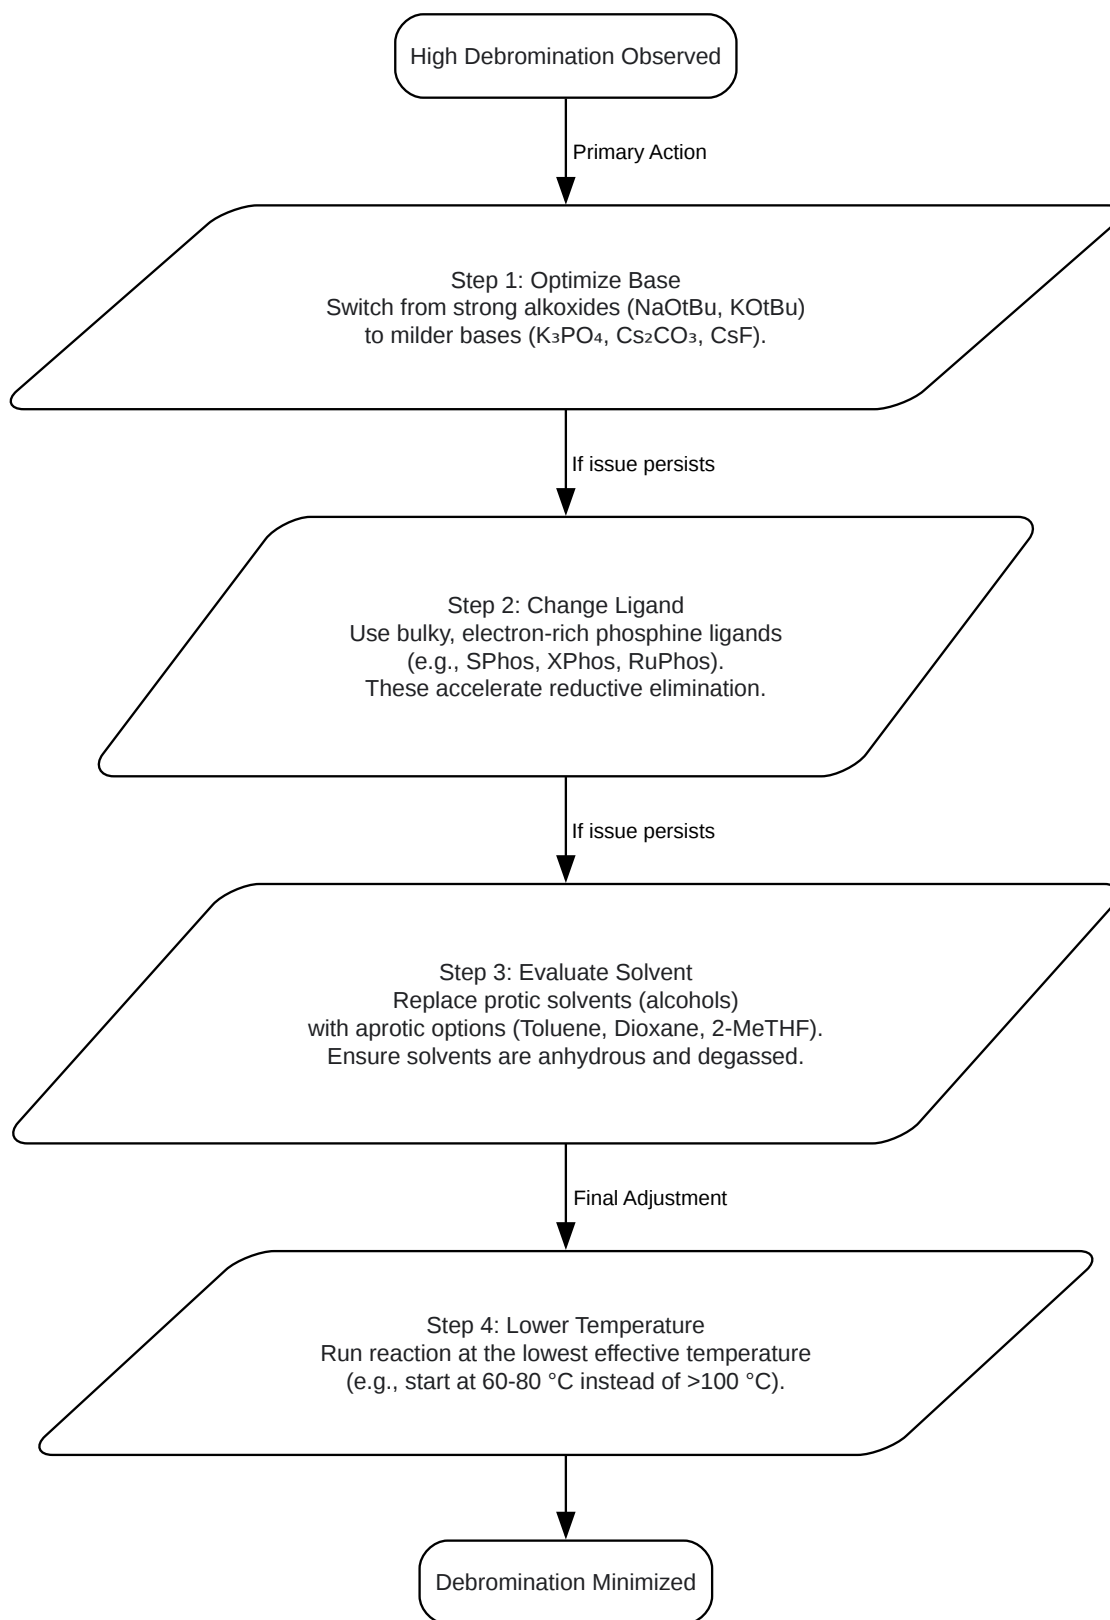 High Debromination Observed
Primary Action
Step 1: Optimize Base
Switch from strong alkoxides (NaOtBu, KOtBu)
to milder bases (K₃PO₄, Cs₂CO₃, CsF).
If issue persists
Step 2: Change Ligand
Use bulky, electron-rich phosphine ligands
(e.g., SPhos, XPhos, RuPhos).
These accelerate reductive elimination.
If issue persists
Step 3: Evaluate Solvent
Replace protic solvents (alcohols)
with aprotic options (Toluene, Dioxane, 2-MeTHF).
Ensure solvents are anhydrous and degassed.
Final Adjustment
Step 4: Lower Temperature
Run reaction at the lowest effective temperature
(e.g., start at 60-80 °C instead of >100 °C).
Debromination Minimized